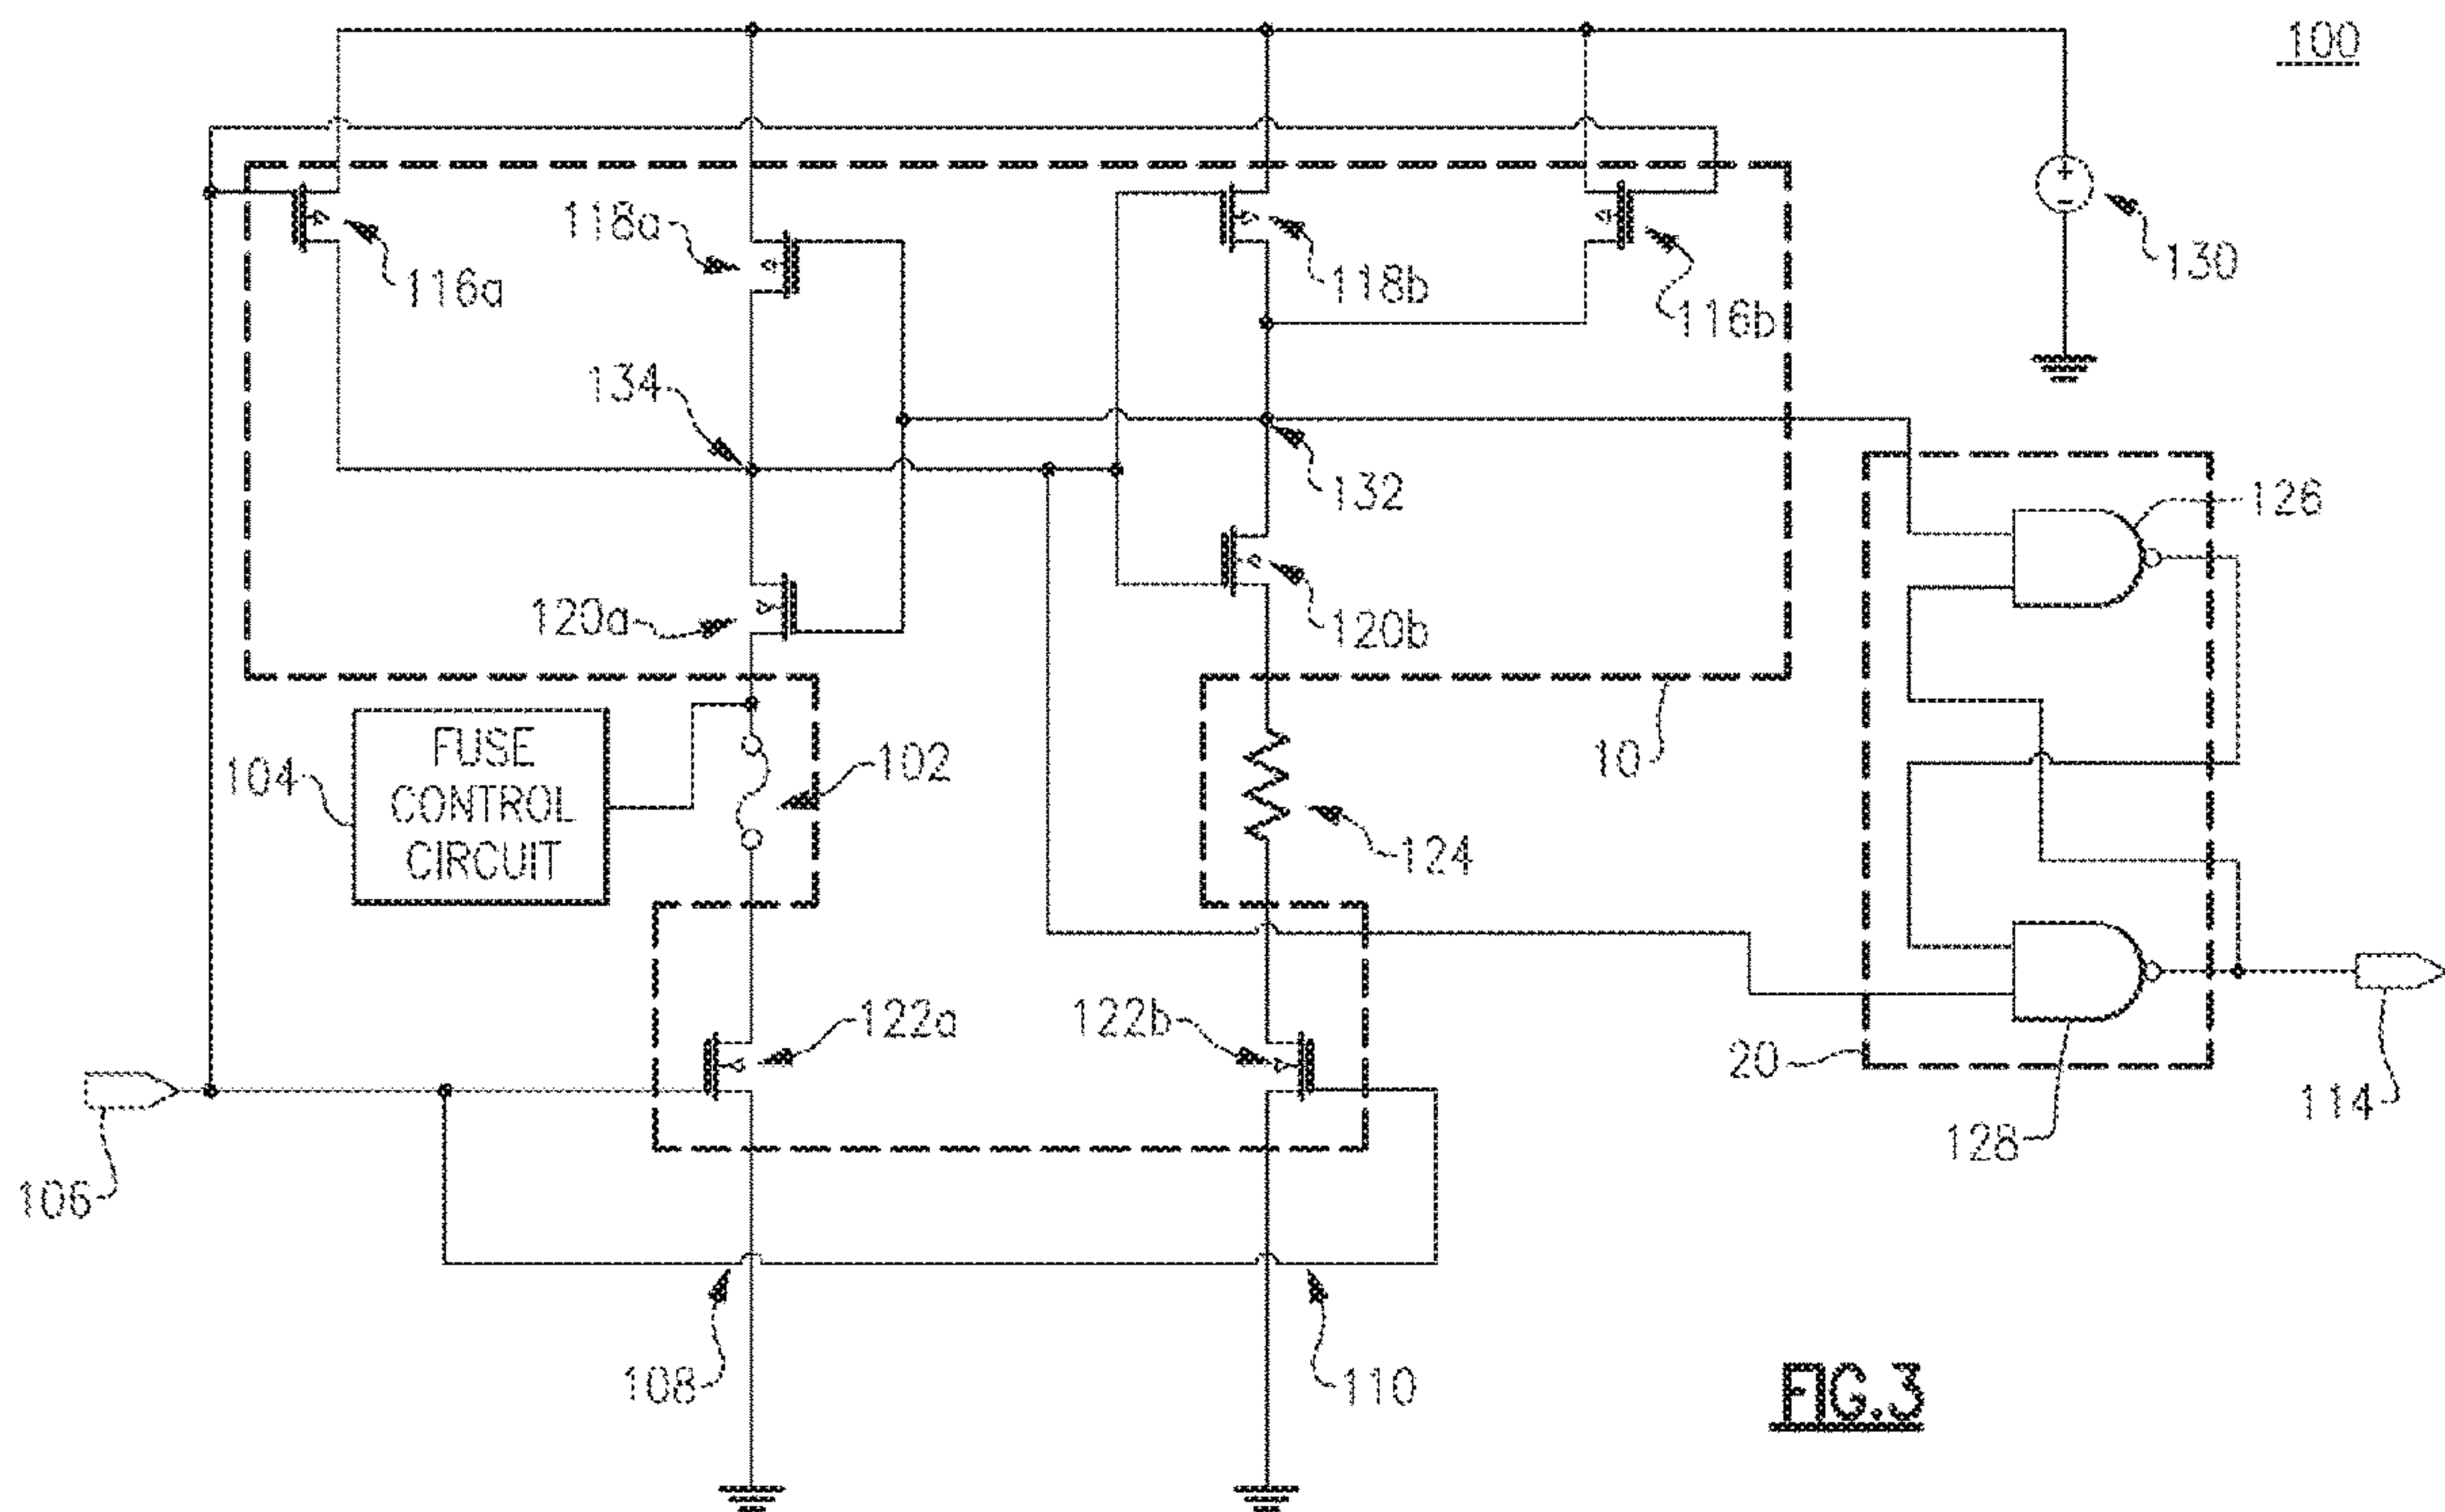 100
118a
116a
118b
116b
130
134
132
126
120a
120b
FUSE
CONTROL
CIRCUIT
104
102
10
124
122a
122b
20
128
114
106
108
110
FIG.3
+
-